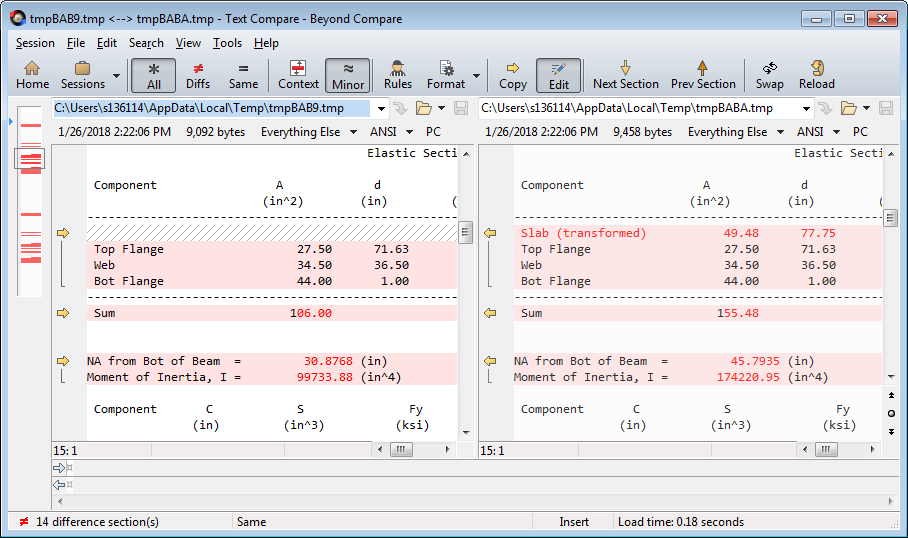 tmpBAB9.tmp <--> tmpBABA.tmp - Text Compare - Beyond Compare
Session File Edit Search View Tools Help
Home Sessions All Diffs Same Context Minor Rules Format Copy Edit Next Section Prev Section Swap Reload
C:\Users\s136114\AppData\Local\Temp\tmpBAB9.tmp
1/26/2018 2:22:06 PM 9,092 bytes Everything Else ANSI PC
Elastic Secti
Component A d
(in^2) (in) (
--------------------------------------------------
Top Flange 27.50 71.63
Web 34.50 36.50
Bot Flange 44.00 1.00
--------------------------------------------------
Sum 106.00
NA from Bot of Beam = 30.8768 (in)
Moment of Inertia, I = 99733.88 (in^4)
Component C S Fy
(in) (in^3) (ksi)
15: 1
C:\Users\s136114\AppData\Local\Temp\tmpBABA.tmp
1/26/2018 2:22:06 PM 9,458 bytes Everything Else ANSI PC
Elastic Secti
Component A d
(in^2) (in) (
--------------------------------------------------
Slab (transformed) 49.48 77.75
Top Flange 27.50 71.63
Web 34.50 36.50
Bot Flange 44.00 1.00
--------------------------------------------------
Sum 155.48
NA from Bot of Beam = 45.7935 (in)
Moment of Inertia, I = 174220.95 (in^4)
Component C S Fy
(in) (in^3) (ksi)
15: 1
14 difference section(s) Same Insert Load time: 0.18 seconds